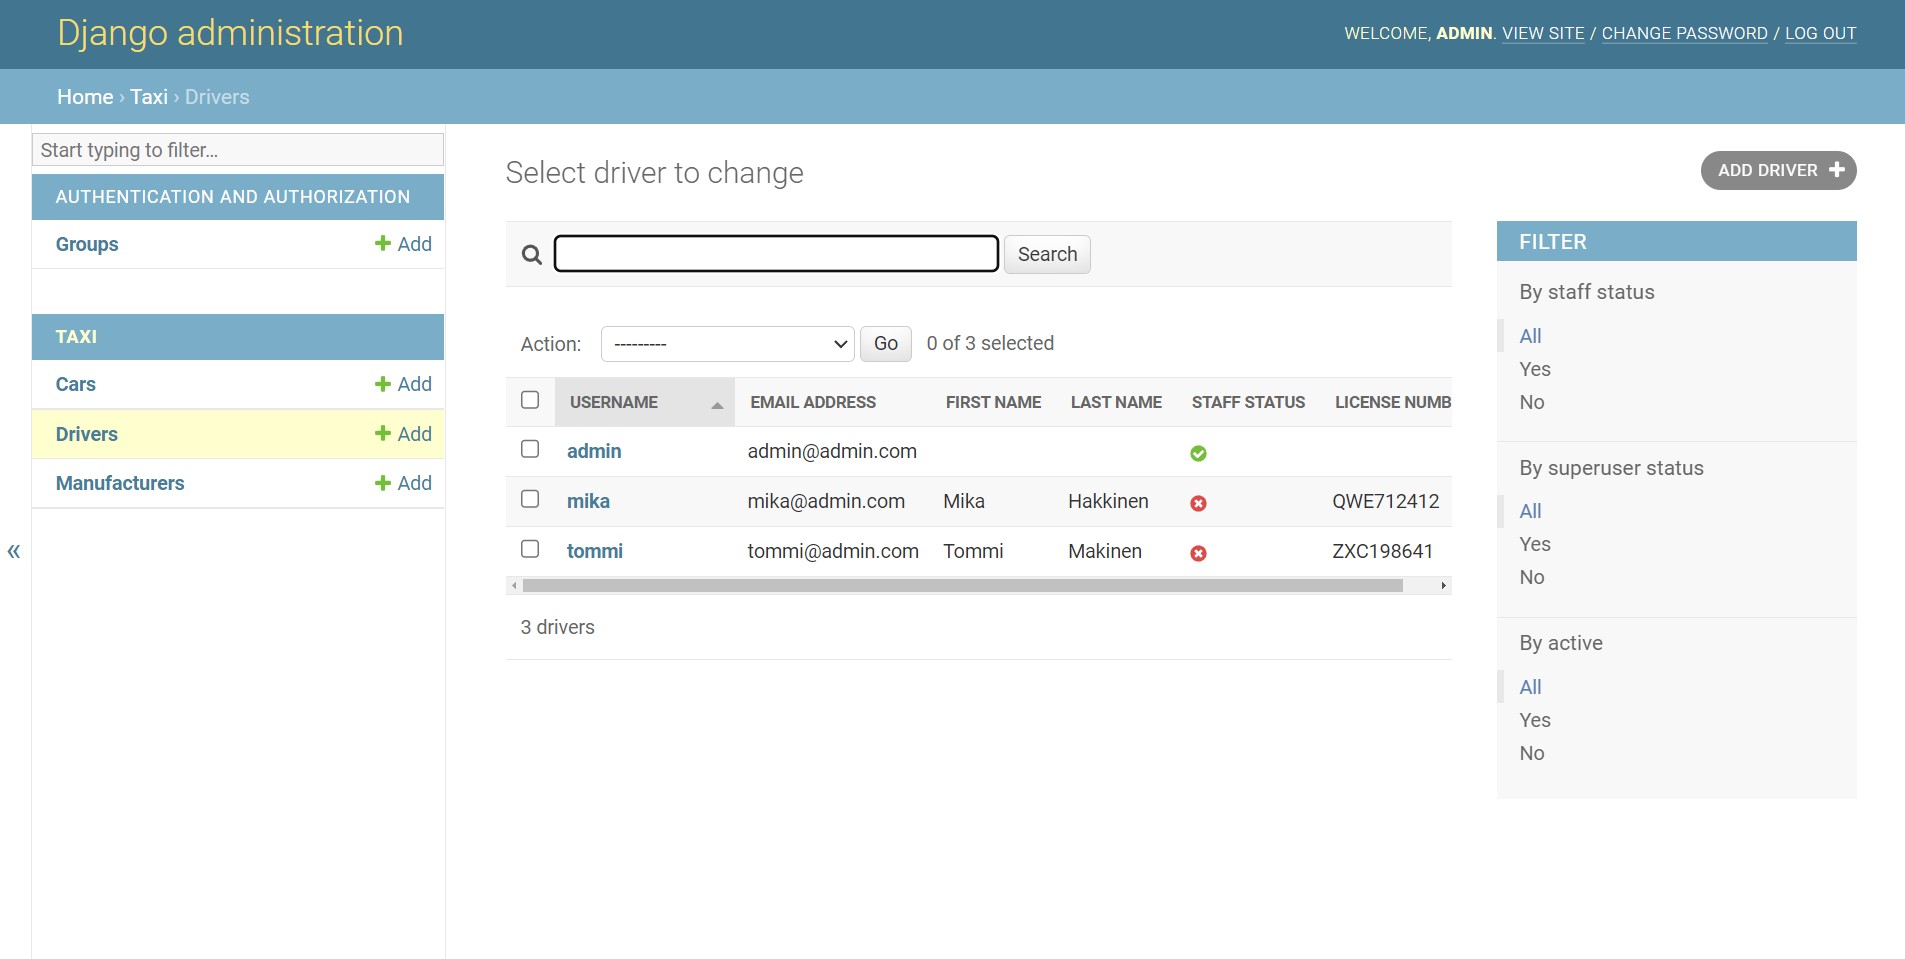 Django administration
WELCOME, ADMIN. VIEW SITE / CHANGE PASSWORD / LOG OUT
Home › Taxi › Drivers
Start typing to filter...
AUTHENTICATION AND AUTHORIZATION
Groups + Add
TAXI
Cars + Add
Drivers + Add
Manufacturers + Add
«
Select driver to change
ADD DRIVER +
Search
Action: --------- Go 0 of 3 selected
USERNAME EMAIL ADDRESS FIRST NAME LAST NAME STAFF STATUS LICENSE NUMB
admin admin@admin.com
mika mika@admin.com Mika Hakkinen QWE712412
tommi tommi@admin.com Tommi Makinen ZXC198641
3 drivers
FILTER
By staff status
All
Yes
No
By superuser status
All
Yes
No
By active
All
Yes
No